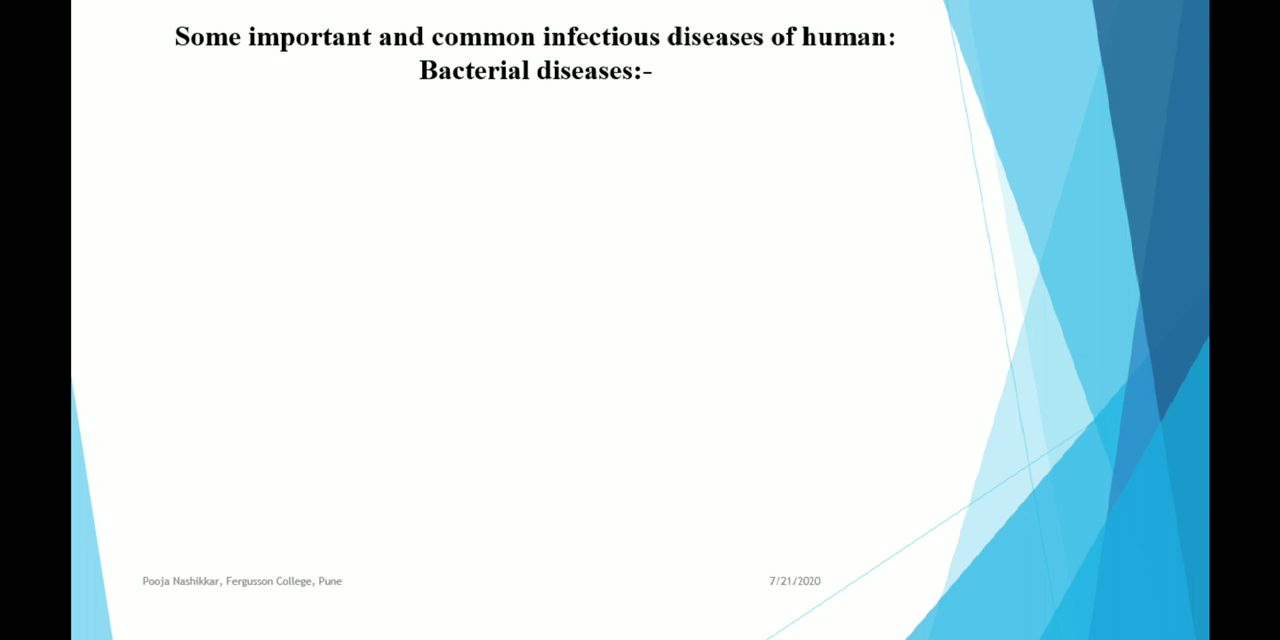 Some important and common infectious diseases of human:
Bacterial diseases:-
Pooja Nashikkar, Fergusson College, Pune
7/21/2020